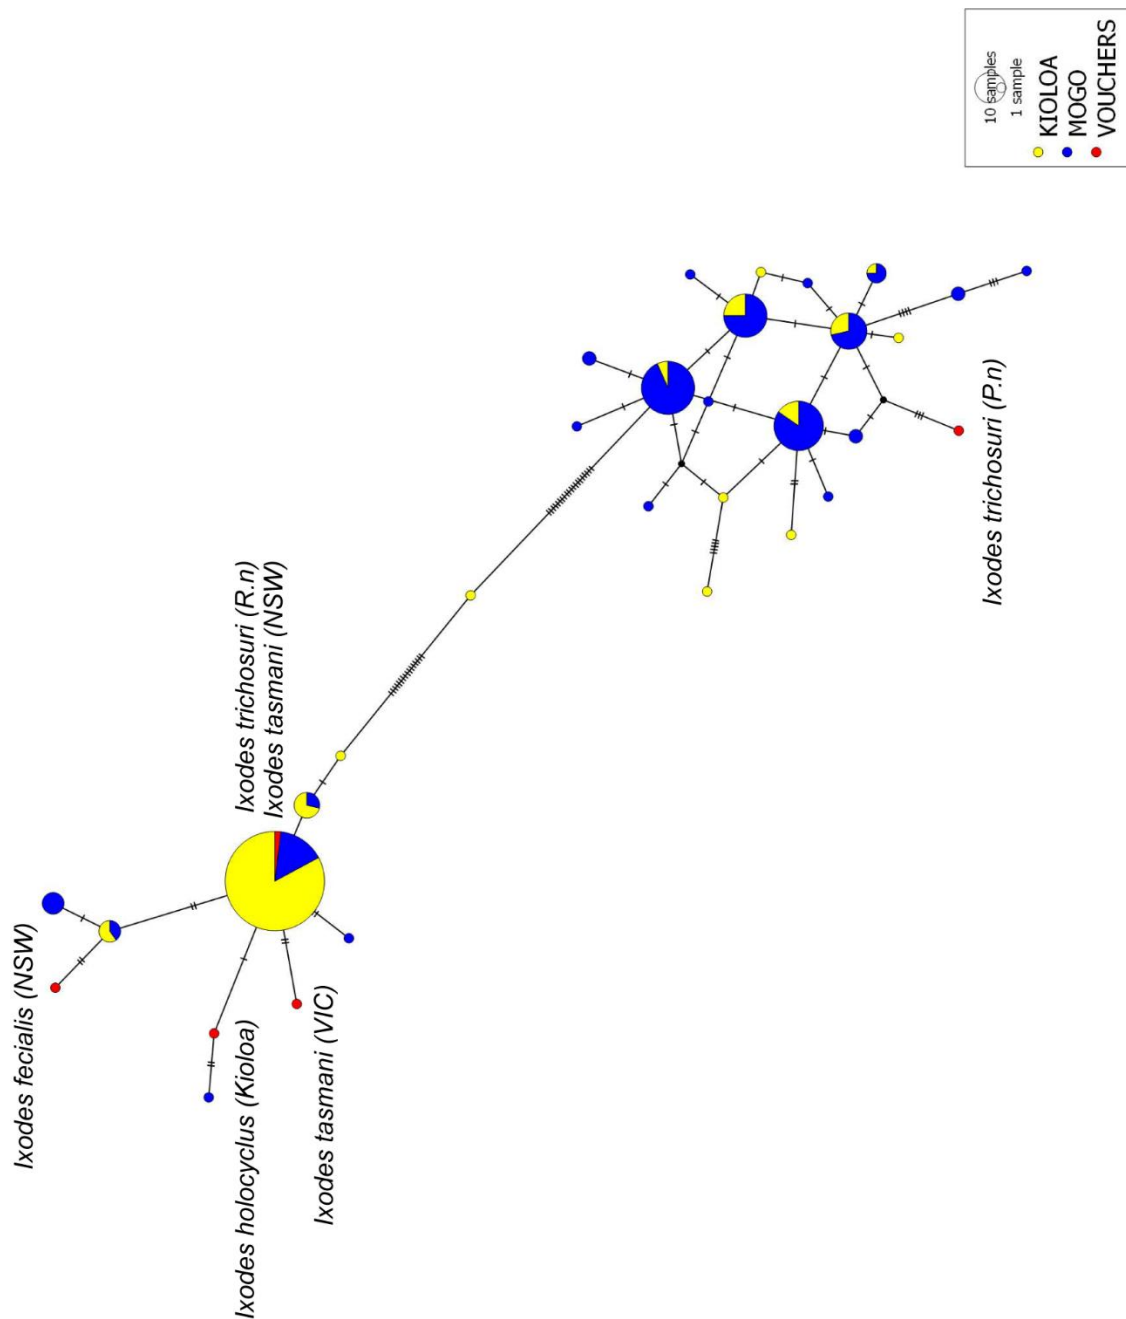 10 samples
1 sample
KIOLOA
MOGO
VOUCHERS
Ixodes fecialis (NSW)
Ixodes trichosuri (R.n)
Ixodes tasmani (NSW)
Ixodes holocyclus (Kioloa)
Ixodes tasmani (VIC)
Ixodes trichosuri (P.n)